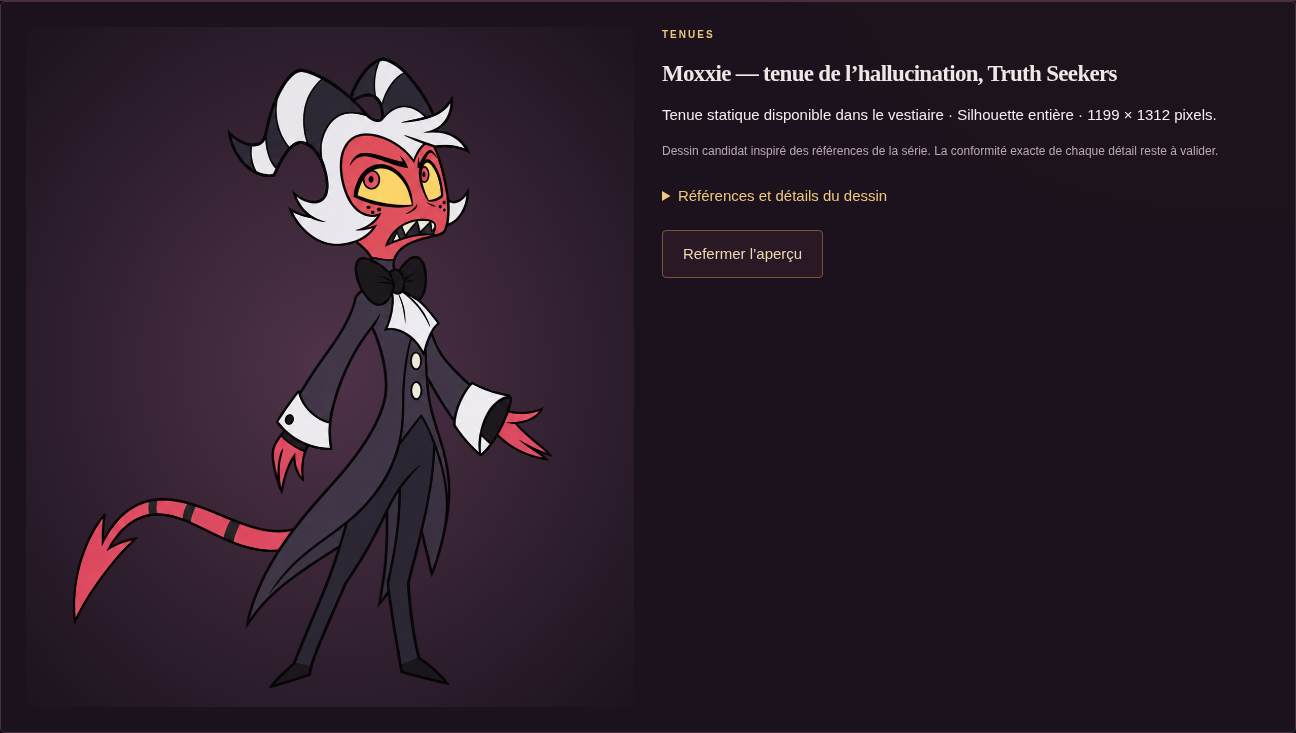 TENUES
Moxxie — tenue de l’hallucination, Truth Seekers
Tenue statique disponible dans le vestiaire · Silhouette entière · 1199 × 1312 pixels.
Dessin candidat inspiré des références de la série. La conformité exacte de chaque détail reste à valider.
Références et détails du dessin
Refermer l’aperçu